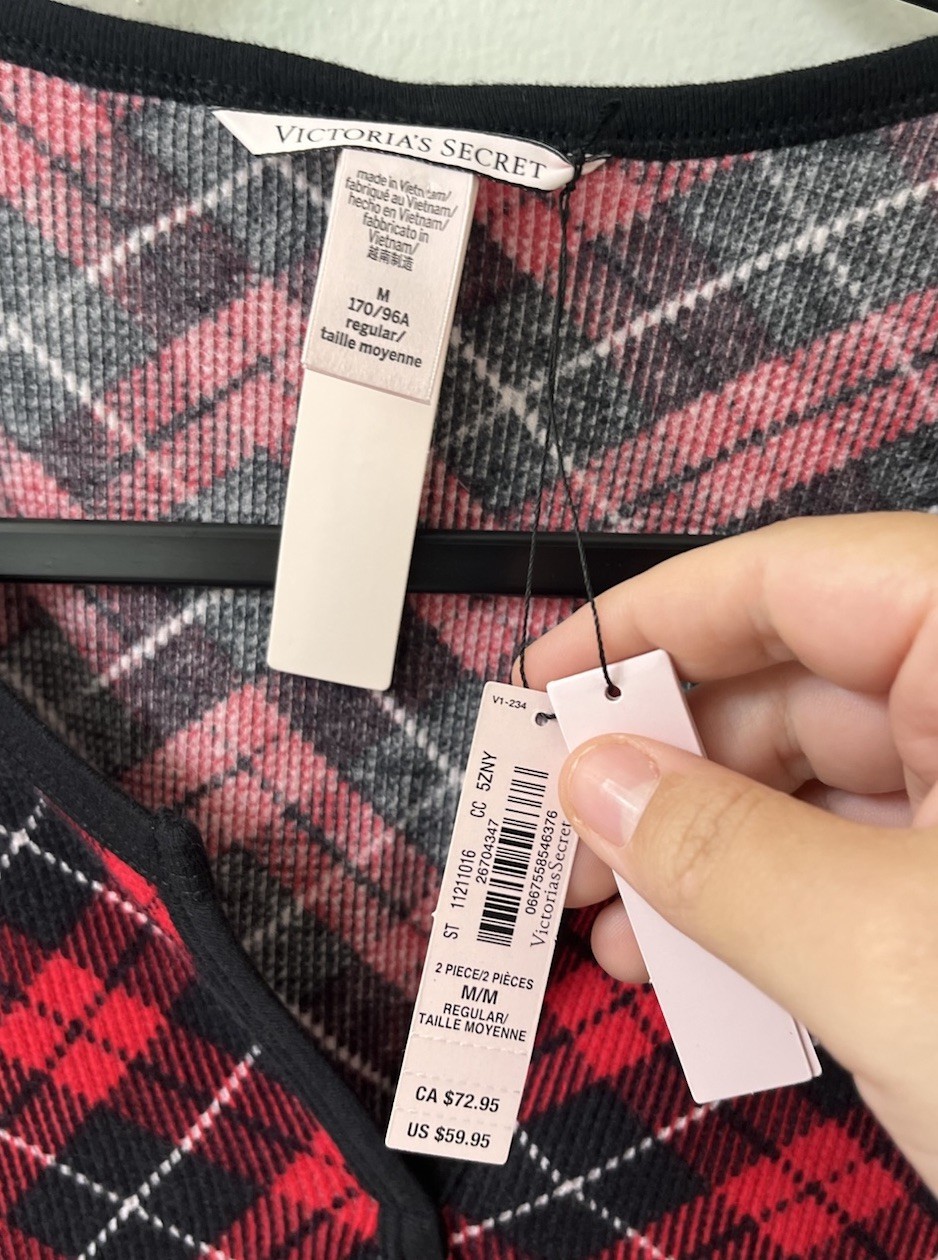 VICTORIA'S SECRET
made in Vietnam/
fabriqué au Vietnam/
hecho en Vietnam/
fabbricato in
Vietnam/
越南制造
M
170/96A
regular/
taille moyenne
V1-234
ST 11211016 CC 5ZNY
26704347
0667558546376
VictoriasSecret
2 PIECE/2 PIÈCES
M/M
REGULAR/
TAILLE MOYENNE
CA $72.95
US $59.95